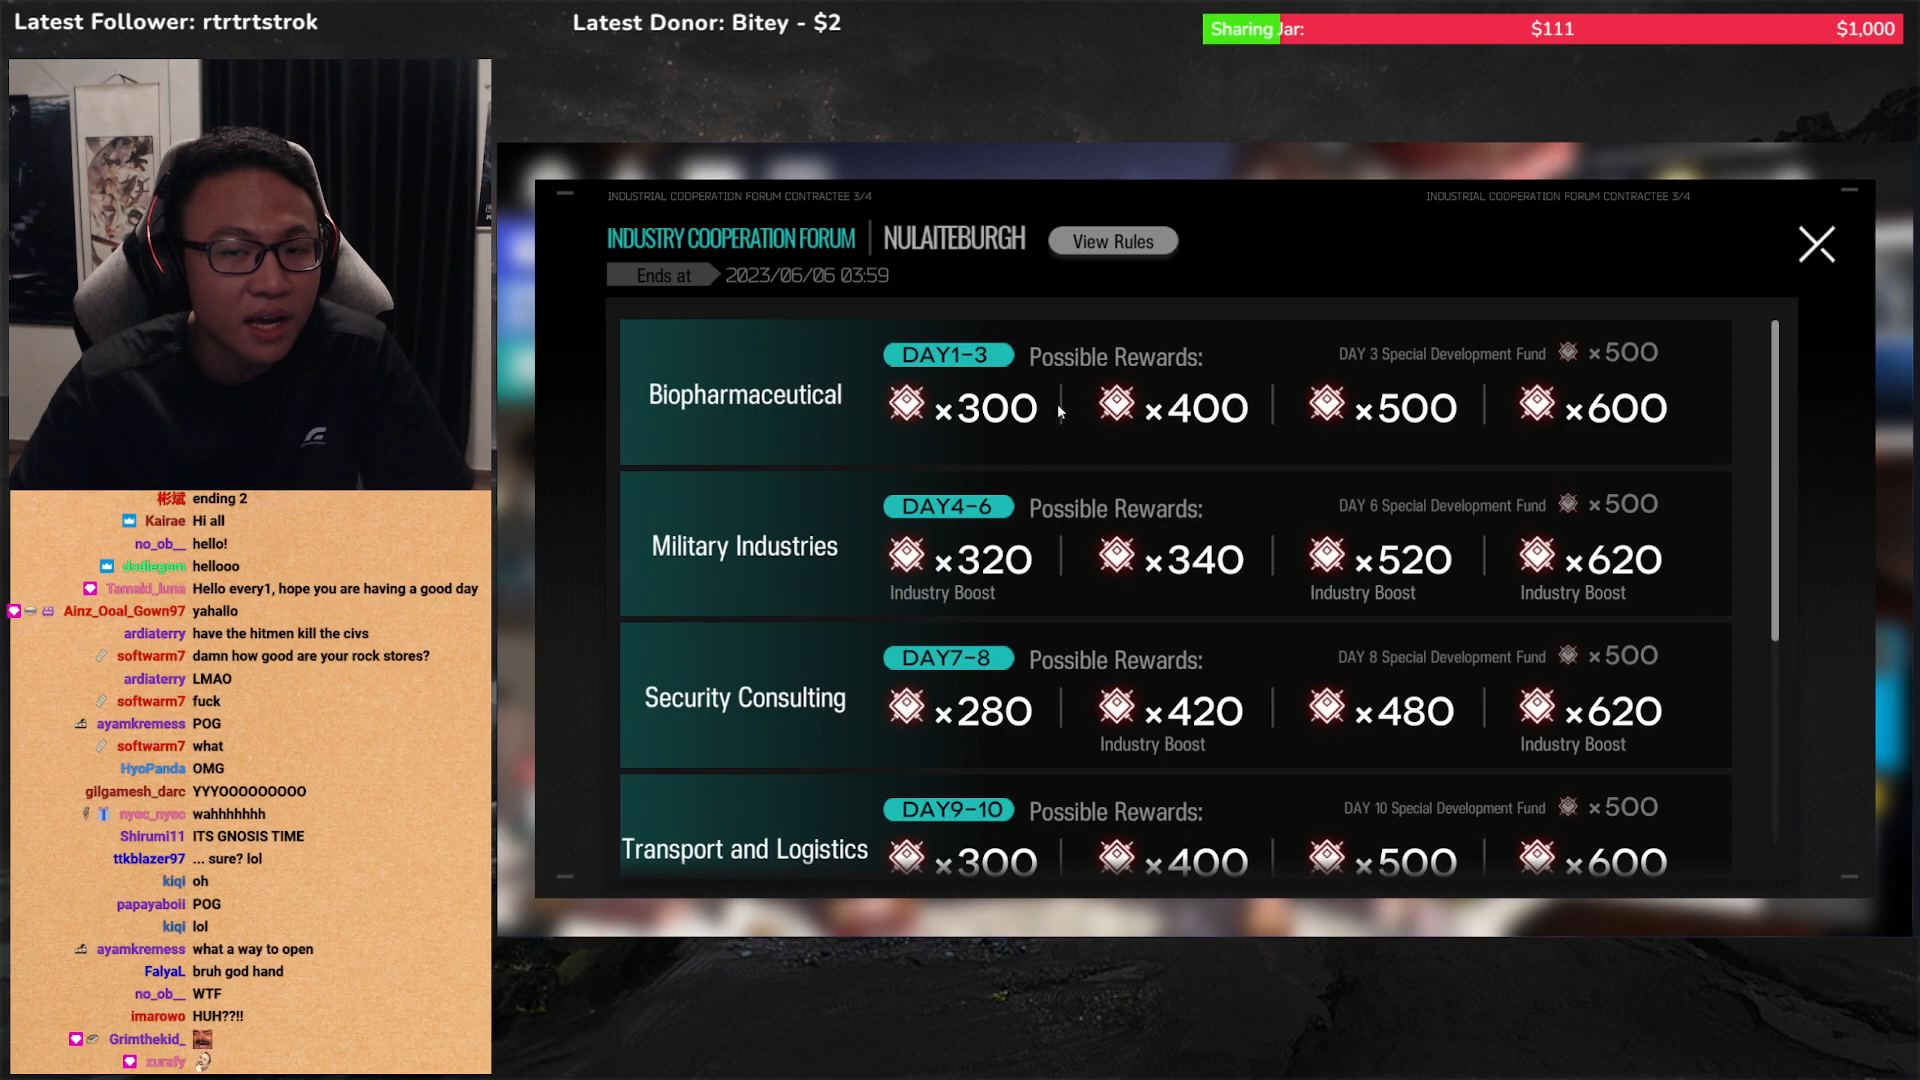 Latest Follower: rtrtrtstrok
Latest Donor: Bitey - $2
Sharing Jar: $111 $1,000
INDUSTRIAL COOPERATION FORUM CONTRACTEE 3/4
INDUSTRIAL COOPERATION FORUM CONTRACTEE 3/4
INDUSTRY COOPERATION FORUM | NULAITEBURGH
View Rules
Ends at 2023/06/06 03:59
Biopharmaceutical
DAY1-3 Possible Rewards:
DAY 3 Special Development Fund ×500
×300 ×400 ×500 ×600
Military Industries
DAY4-6 Possible Rewards:
DAY 6 Special Development Fund ×500
×320 ×340 ×520 ×620
Industry Boost Industry Boost Industry Boost
Security Consulting
DAY7-8 Possible Rewards:
DAY 8 Special Development Fund ×500
×280 ×420 ×480 ×620
Industry Boost Industry Boost
Transport and Logistics
DAY9-10 Possible Rewards:
DAY 10 Special Development Fund ×500
×300 ×400 ×500 ×600
彬斌 ending 2
Kairae Hi all
no_ob__ hello!
dcdiegom hellooo
Tamaki_luna Hello every1, hope you are having a good day
Ainz_Ooal_Gown97 yahallo
ardiaterry have the hitmen kill the civs
softwarm7 damn how good are your rock stores?
ardiaterry LMAO
softwarm7 fuck
ayamkremess POG
softwarm7 what
HyoPanda OMG
gilgamesh_darc YYYOOOOOOOOO
nyec_nyec wahhhhhhh
Shirumi11 ITS GNOSIS TIME
ttkblazer97 ... sure? lol
kiqi oh
papayaboii POG
kiqi lol
ayamkremess what a way to open
FalyaL bruh god hand
no_ob__ WTF
imarowo HUH??!!
Grimthekid_
zurafy